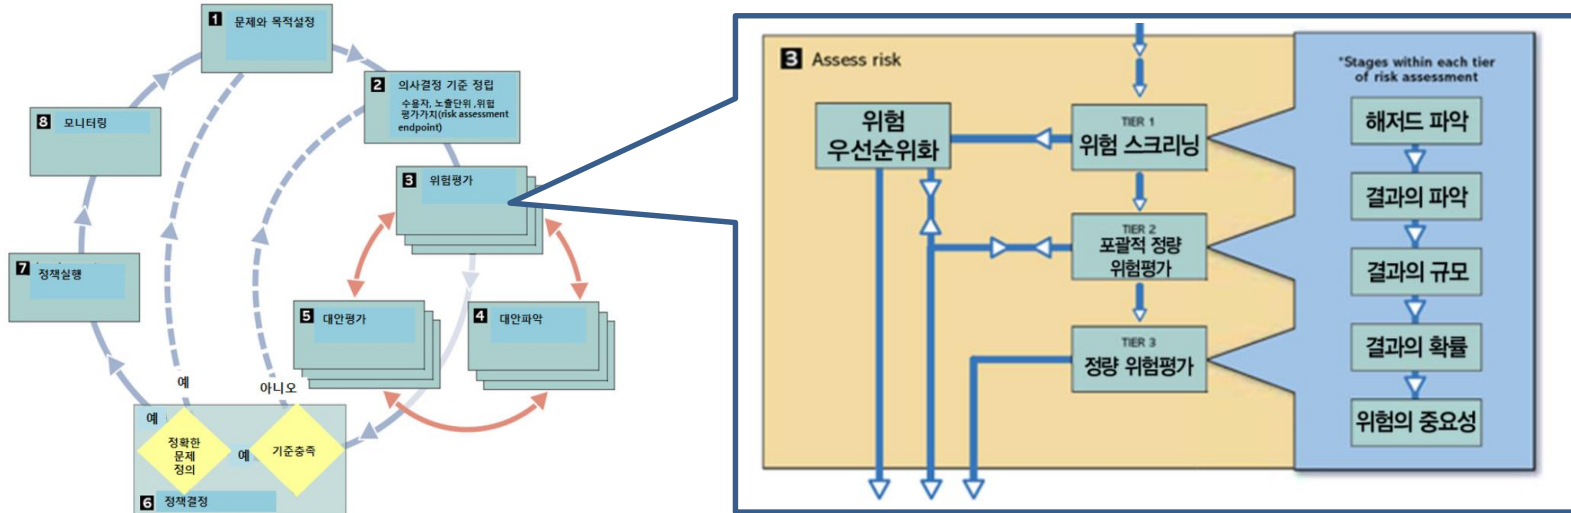 1 문제와 목적설정
2 의사결정 기준 정립
수용자, 노출단위 ,위험
평가가치(risk assessment
endpoint)
3 위험평가
4 대안파악
5 대안평가
예
아니오
예
정확한
문제
정의
예
기준충족
6 정책결정
7 정책실행
8 모니터링
3 Assess risk
위험
우선순위화
TIER 1
위험 스크리닝
TIER 2
포괄적 정량
위험평가
TIER 3
정량 위험평가
*Stages within each tier
of risk assessment
해저드 파악
결과의 파악
결과의 규모
결과의 확률
위험의 중요성